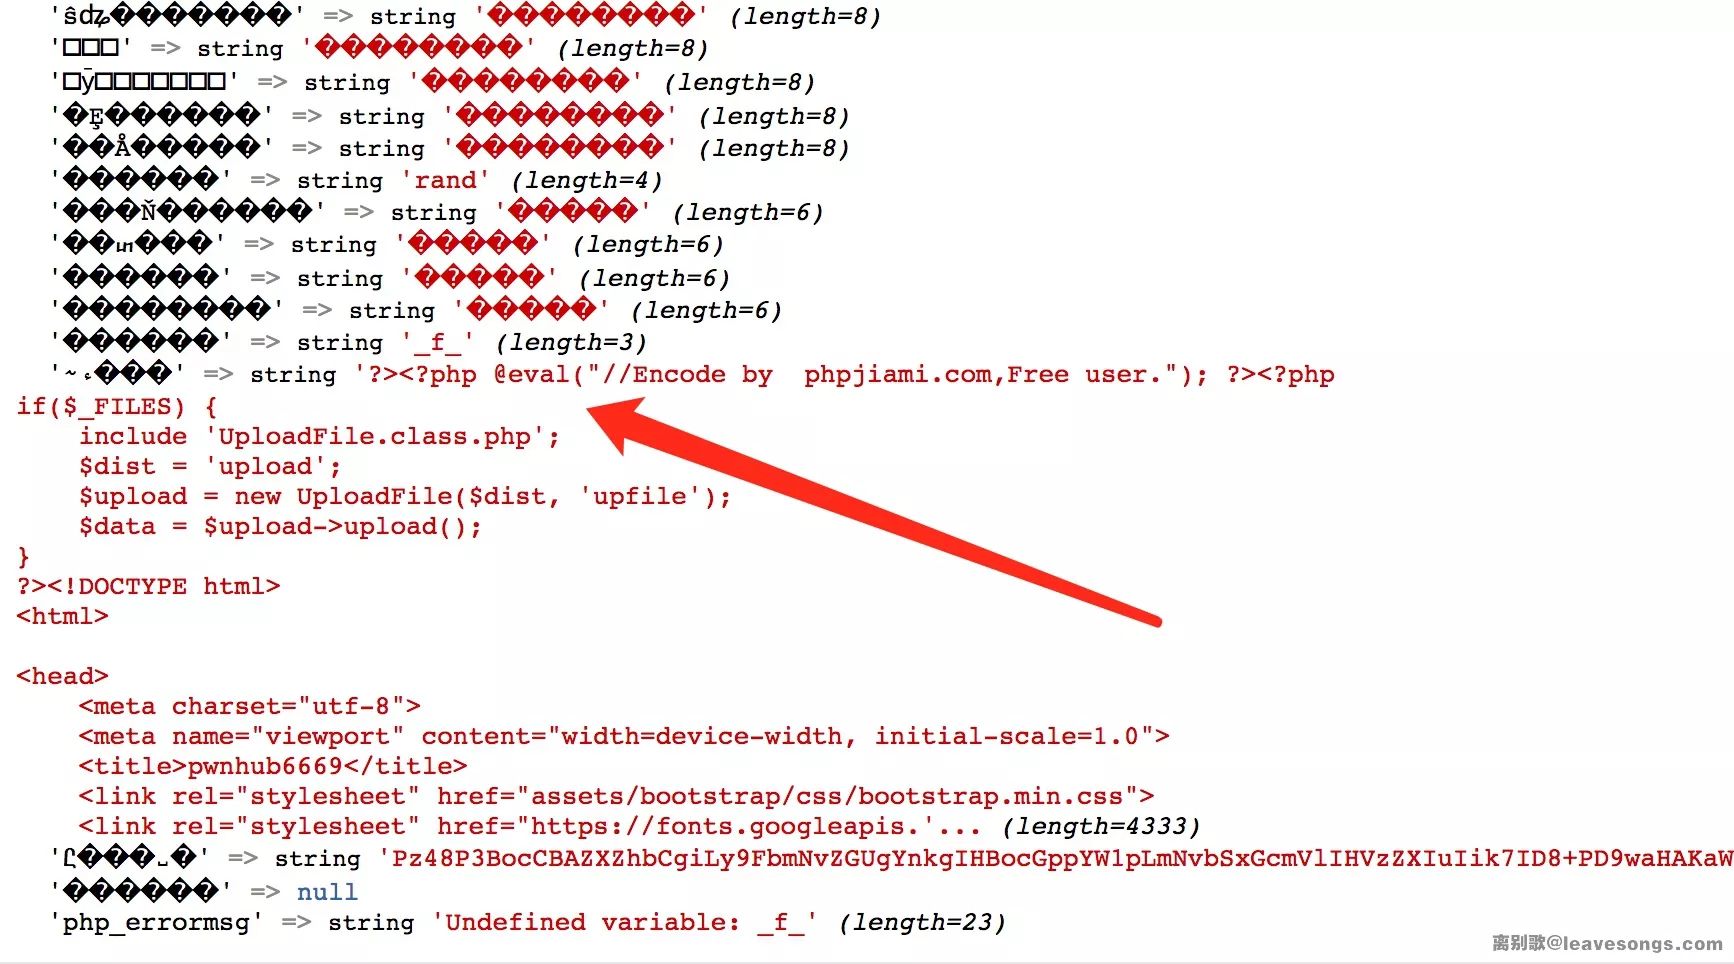 'ŝʥ�������' => string '��������' (length=8)
'□□□' => string '��������' (length=8)
'□ȳ□□□□□□□' => string '��������' (length=8)
'�Ȩ������' => string '��������' (length=8)
'��Å�����' => string '��������' (length=8)
'������' => string 'rand' (length=4)
'���Ň������' => string '�����' (length=6)
'�����' => string '�����' (length=6)
'������' => string '�����' (length=6)
'��������' => string '�����' (length=6)
'������' => string '_f_' (length=3)
'���' => string '?><?php @eval("//Encode by  phpjiami.com,Free user."); ?><?php
if($_FILES) {
    include 'UploadFile.class.php';
    $dist = 'upload';
    $upload = new UploadFile($dist, 'upfile');
    $data = $upload->upload();
}
?><!DOCTYPE html>
<html>
<head>
    <meta charset="utf-8">
    <meta name="viewport" content="width=device-width, initial-scale=1.0">
    <title>pwnhub6669</title>
    <link rel="stylesheet" href="assets/bootstrap/css/bootstrap.min.css">
    <link rel="stylesheet" href="https://fonts.googleapis.'... (length=4333)
'����' => string 'Pz48P3BocCBAZXZhbCgiLy9FbmNvZGUgYnkgIHBocGppYW1pLmNvbSxGcmVlIHVzZXIuIik7ID8+PD9waHAKaW
'������' => null
'php_errormsg' => string 'Undefined variable: _f_' (length=23)
离别歌@leavesongs.com